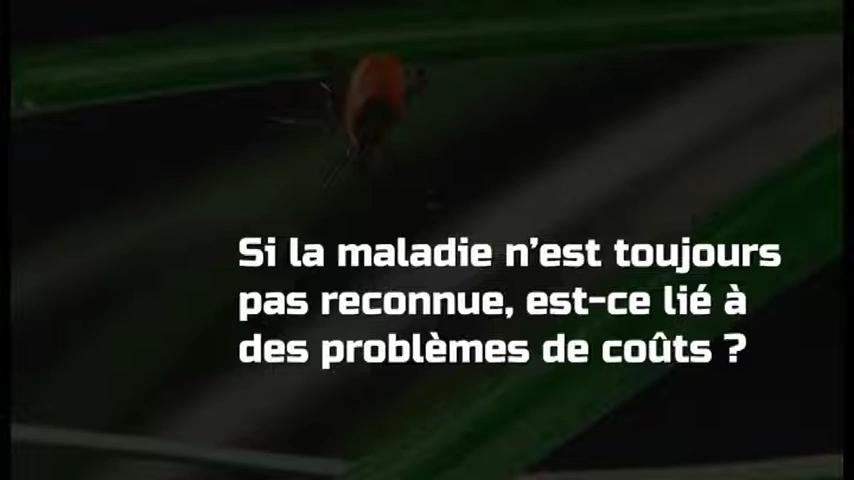 Si la maladie n’est toujours
pas reconnue, est-ce lié à
des problèmes de coûts ?